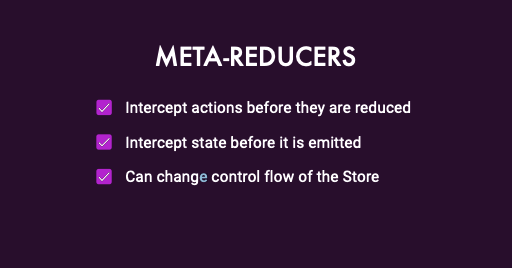 META-REDUCERS
Intercept actions before they are reduced
Intercept state before it is emitted
Can change control flow of the Store